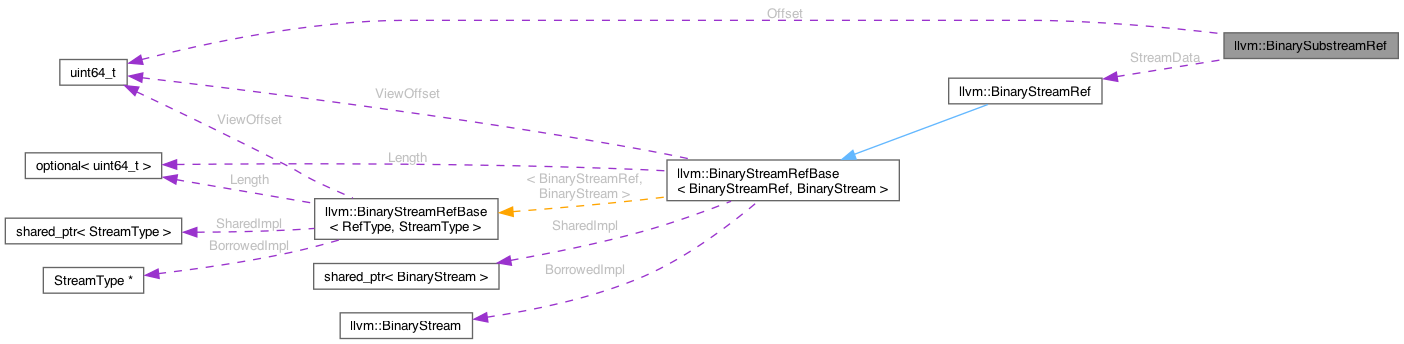 Offset
llvm::BinarySubstreamRef
StreamData
uint64_t
llvm::BinaryStreamRef
ViewOffset
ViewOffset
Length
optional< uint64_t >
llvm::BinaryStreamRefBase
< BinaryStreamRef, BinaryStream >
Length
< BinaryStreamRef,
BinaryStream >
llvm::BinaryStreamRefBase
< RefType, StreamType >
SharedImpl
shared_ptr< StreamType >
SharedImpl
BorrowedImpl
StreamType *
shared_ptr< BinaryStream >
BorrowedImpl
llvm::BinaryStream